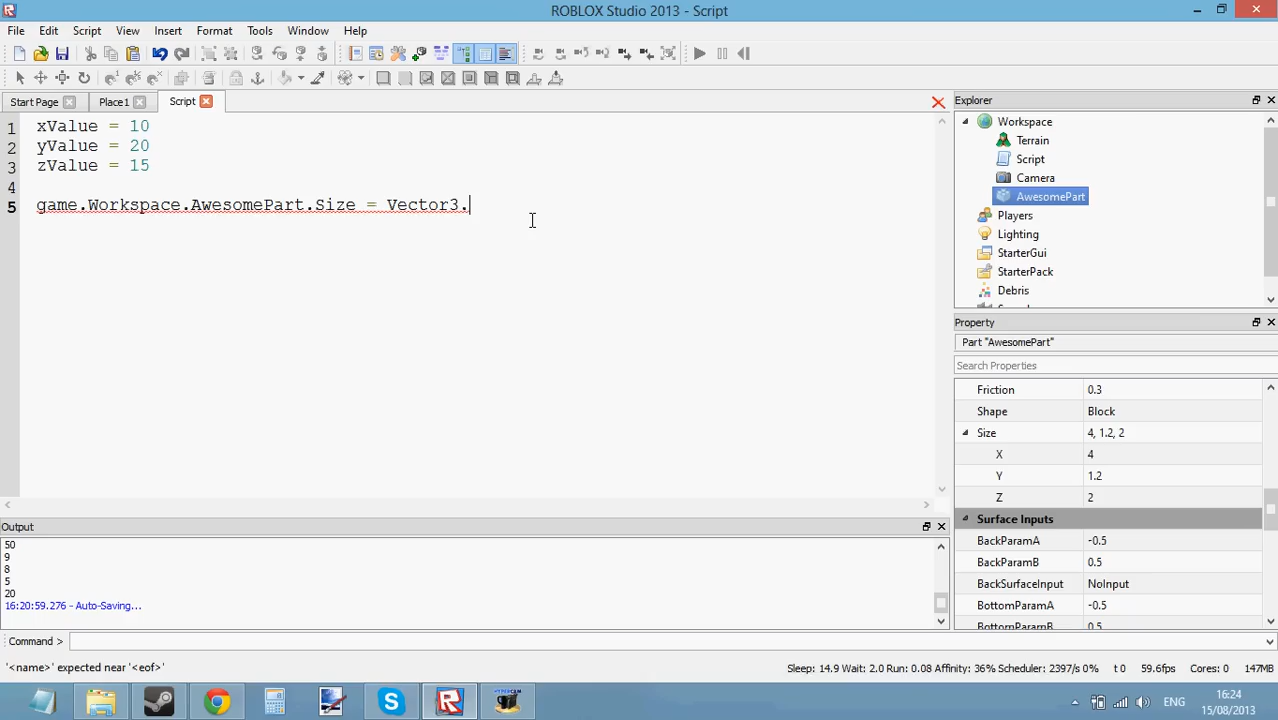 ROBLOX Studio 2013 - Script
File Edit Script View Insert Format Tools Window Help
Start Page Place1 Script
1 xValue = 10
2 yValue = 20
3 zValue = 15
4
5 game.Workspace.AwesomePart.Size = Vector3.
Explorer
Workspace
Terrain
Script
Camera
AwesomePart
Players
Lighting
StarterGui
StarterPack
Debris
Property
Part "AwesomePart"
Search Properties
Friction 0.3
Shape Block
Size 4, 1.2, 2
X 4
Y 1.2
Z 2
Surface Inputs
BackParamA -0.5
BackParamB 0.5
BackSurfaceInput NoInput
BottomParamA -0.5
BottomParamB 0.5
Output
50
9
8
5
20
16:20:59.276 - Auto-Saving...
Command >
'<name>' expected near '<eof>'
Sleep: 14.9 Wait: 2.0 Run: 0.08 Affinity: 36% Scheduler: 2397/s 0% t 0 59.6fps Cores: 0 147MB
ENG
16:24
15/08/2013